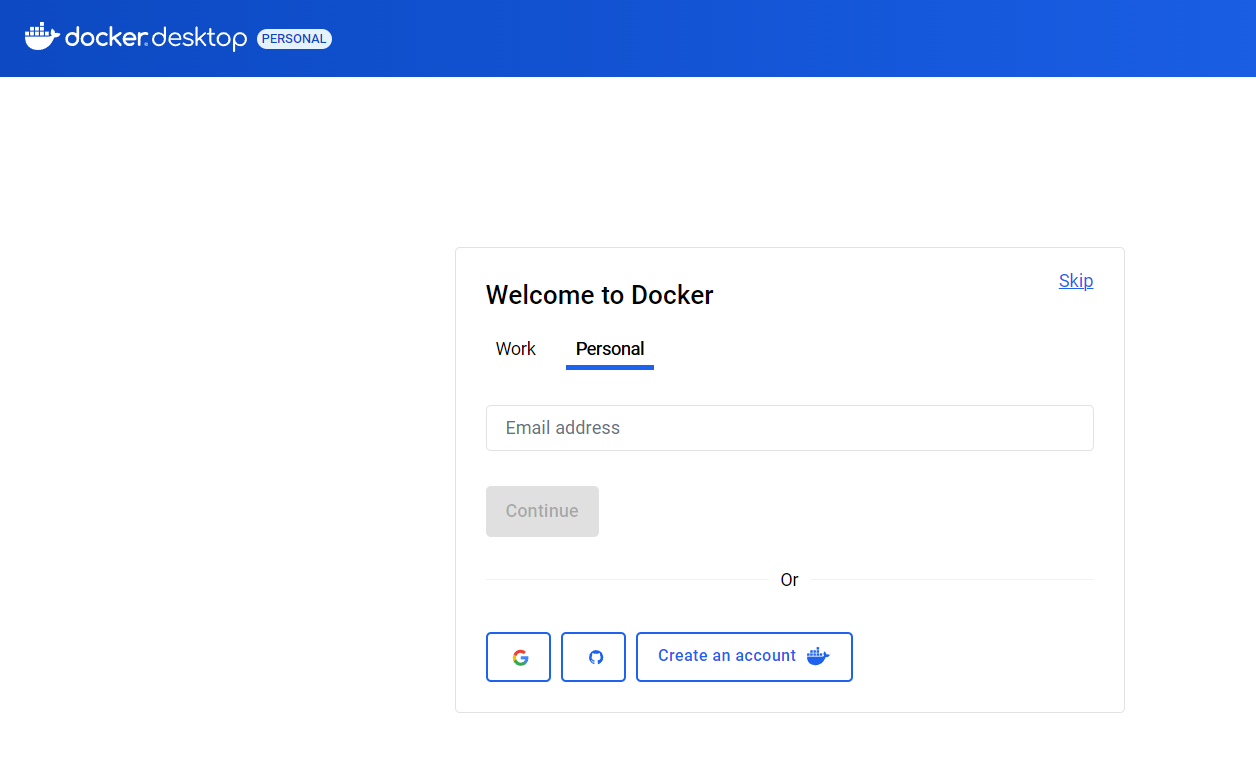 docker.desktop PERSONAL
Skip
Welcome to Docker
Work Personal
Email address
Continue
Or
Create an account